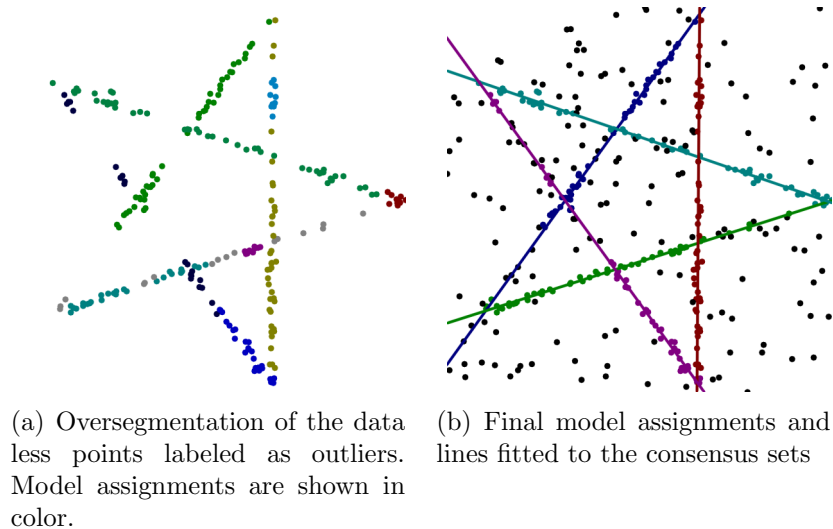 (a) Oversegmentation of the data
less points labeled as outliers.
Model assignments are shown in
color.
(b) Final model assignments and
lines fitted to the consensus sets